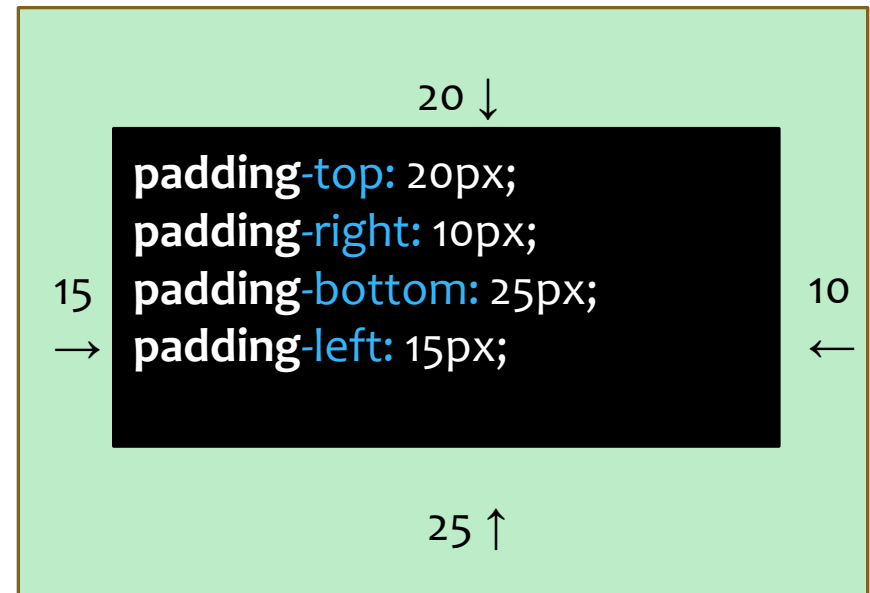 20 ↓
padding-top: 20px;
padding-right: 10px;
15 padding-bottom: 25px; 10
→ padding-left: 15px; ←
25 ↑